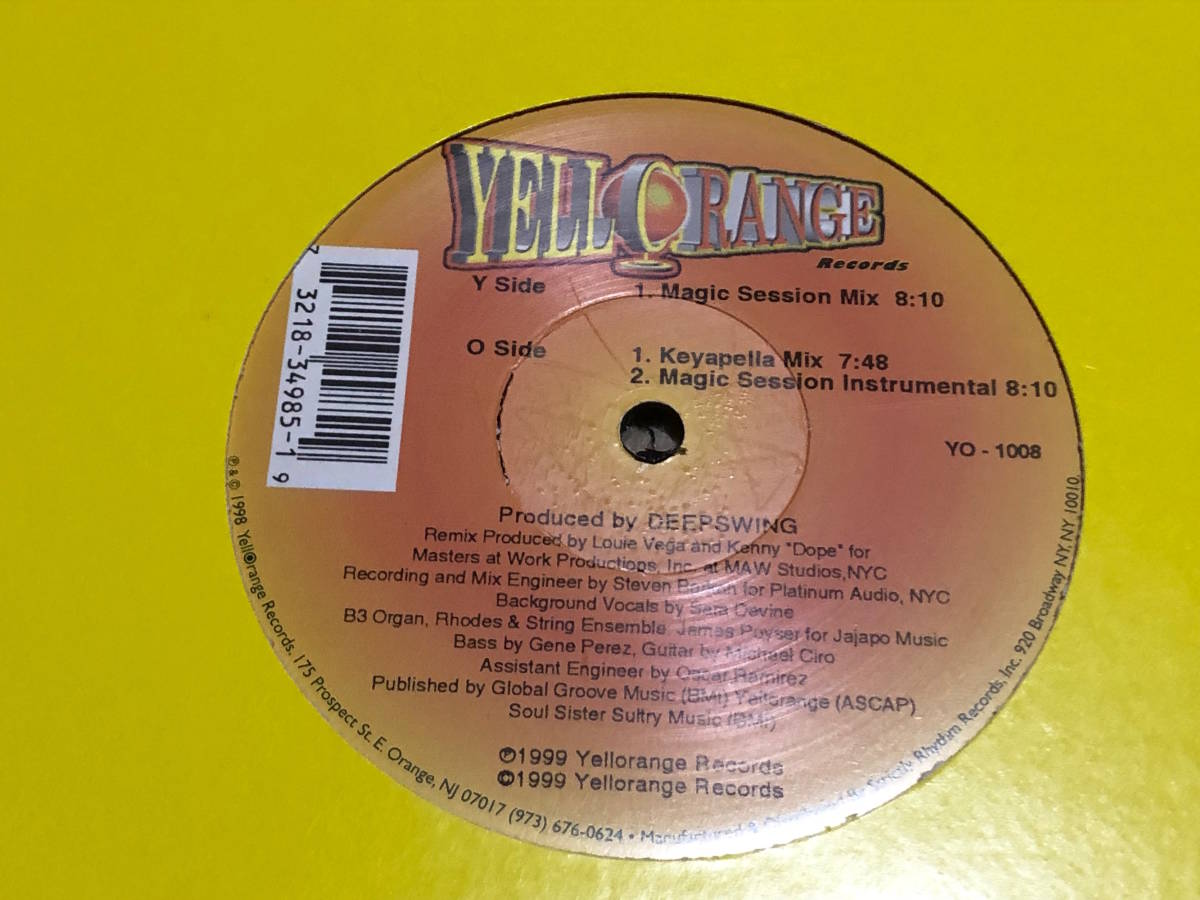 YELLORANGE
Records
Y Side 1. Magic Session Mix 8:10
O Side 1. Keyapella Mix 7:48
2. Magic Session Instrumental 8:10
YO - 1008
7 3218-34985-1 9
Produced by DEEPSWING
Remix Produced by Louie Vega and Kenny "Dope" for
Masters at Work Productions, Inc. at MAW Studios,NYC
Recording and Mix Engineer by Steven for Platinum Audio, NYC
Background Vocals by Sara Devine
B3 Organ, Rhodes & String Ensemble, James Poyser for Jajapo Music
Bass by Gene Perez, Guitar by Michael Ciro
Assistant Engineer by Oscar Ramirez
Published by Global Groove Music (BMI) Yellorange (ASCAP)
Soul Sister Sultry Music (BMI)
℗1999 Yellorange Records
©1999 Yellorange Records
℗ & © 1998 YellOrange Records, 175 Prospect St. E. Orange, NJ 07017 (973) 676-0624 • Manufactured & Distributed By Strictly Rhythm Records, Inc. 920 Broadway NY, NY 10010